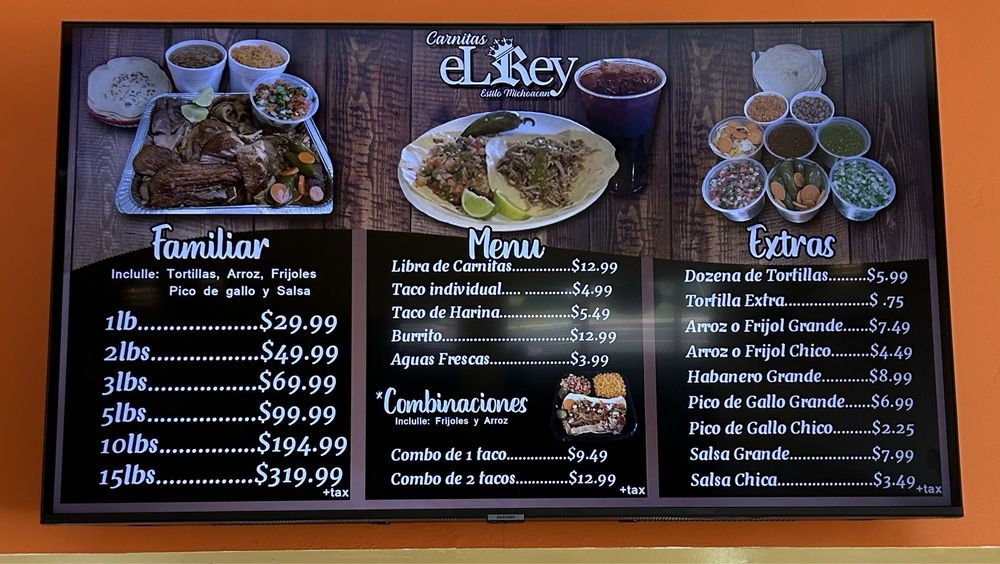 Carnitas
eL Rey
Estilo Michoacan
Familiar
Inclulle: Tortillas, Arroz, Frijoles
Pico de gallo y Salsa
1lb....................$29.99
2lbs...................$49.99
3lbs...................$69.99
5lbs...................$99.99
10lbs................$194.99
15lbs................$319.99
+tax
Menu
Libra de Carnitas...............$12.99
Taco individual..... ............$4.99
Taco de Harina.................$5.49
Burrito............................$12.99
Aguas Frescas...................$3.99
*Combinaciones
Inclulle: Frijoles y Arroz
Combo de 1 taco...............$9.49
Combo de 2 tacos.............$12.99
+tax
Extras
Dozena de Tortillas........$5.99
Tortilla Extra..................$ .75
Arroz o Frijol Grande......$7.49
Arroz o Frijol Chico.........$4.49
Habanero Grande...........$8.99
Pico de Gallo Grande......$6.99
Pico de Gallo Chico.........$2.25
Salsa Grande..................$7.99
Salsa Chica.....................$3.49
+tax
SAMSUNG